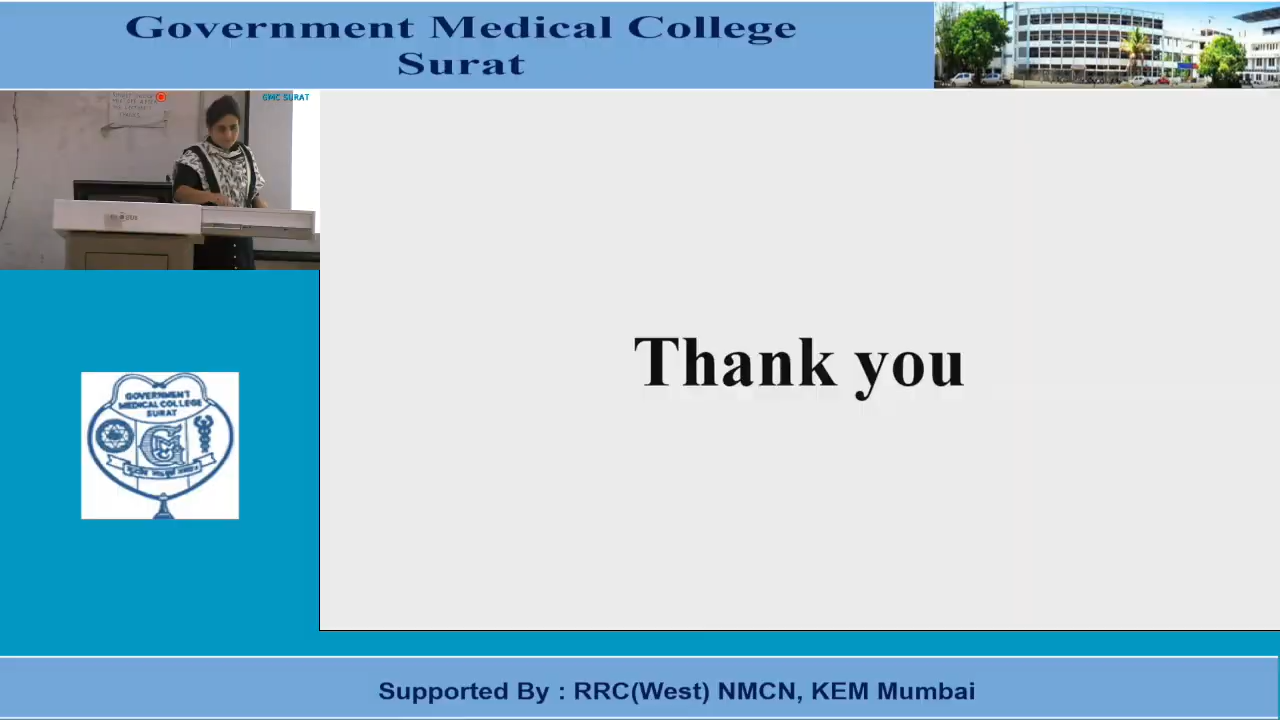 Government Medical College
Surat
GMC SURAT
Thank you
GOVERNMENT
MEDICAL COLLEGE
SURAT
Supported By : RRC(West) NMCN, KEM Mumbai